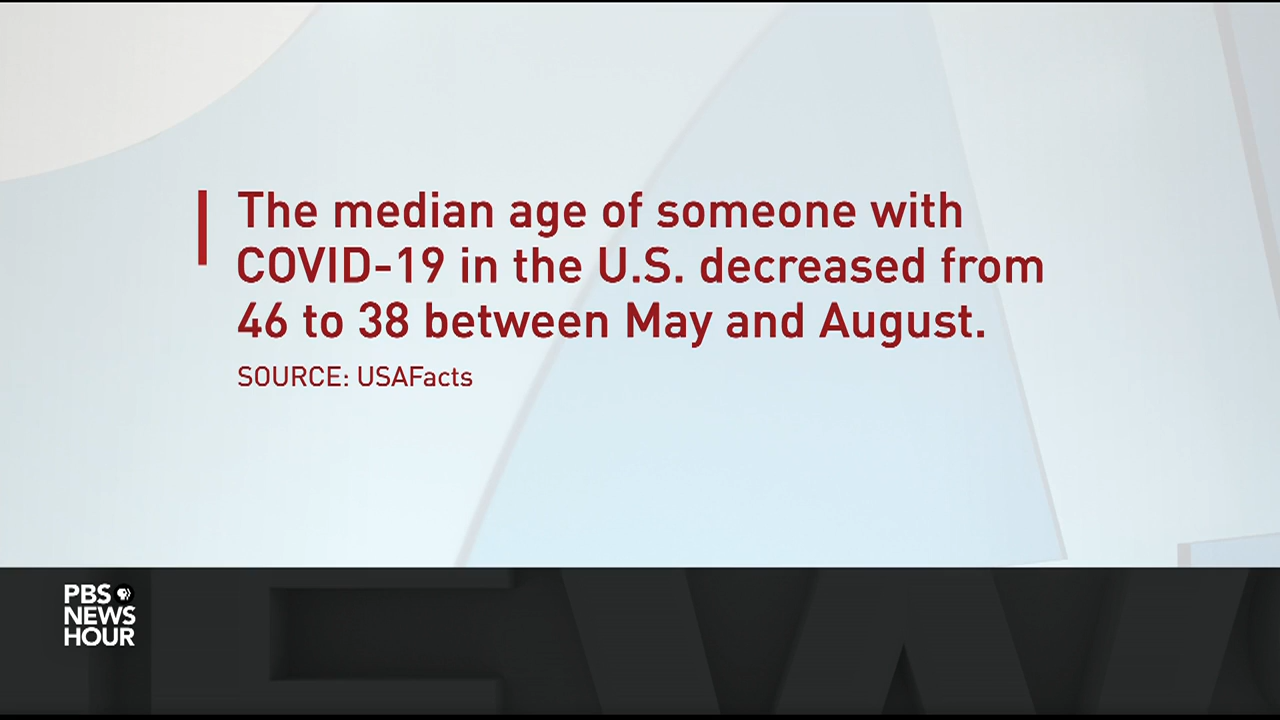 The median age of someone with
COVID-19 in the U.S. decreased from
46 to 38 between May and August.
SOURCE: USAFacts
PBS
NEWS
HOUR